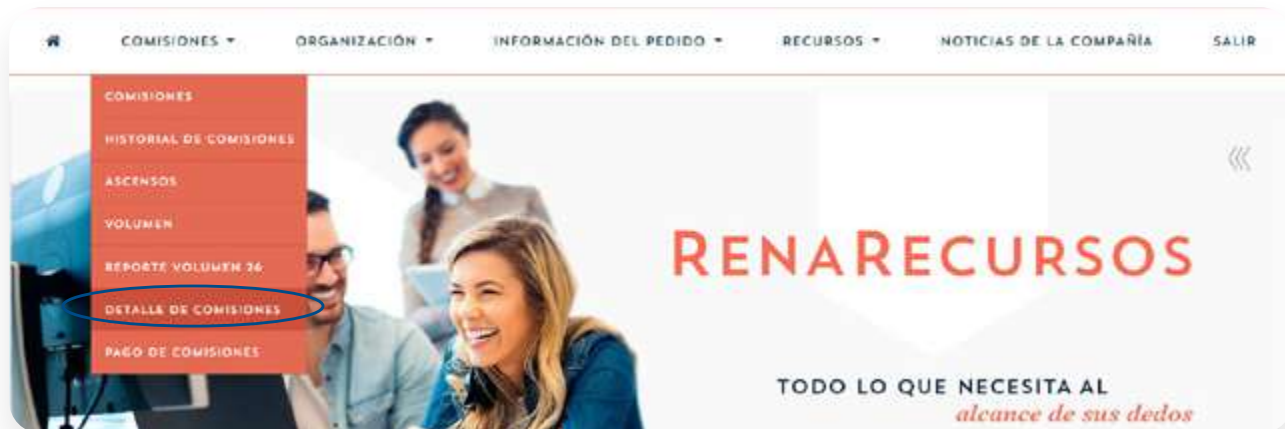 COMISIONES ORGANIZACIÓN INFORMACIÓN DEL PEDIDO RECURSOS NOTICIAS DE LA COMPAÑÍA SALIR
COMISIONES
HISTORIAL DE COMISIONES
ASCENSOS
VOLUMEN
REPORTE VOLUMEN 26
DETALLE DE COMISIONES
PAGO DE COMISIONES
RENARECURSOS
TODO LO QUE NECESITA AL
alcance de sus dedos